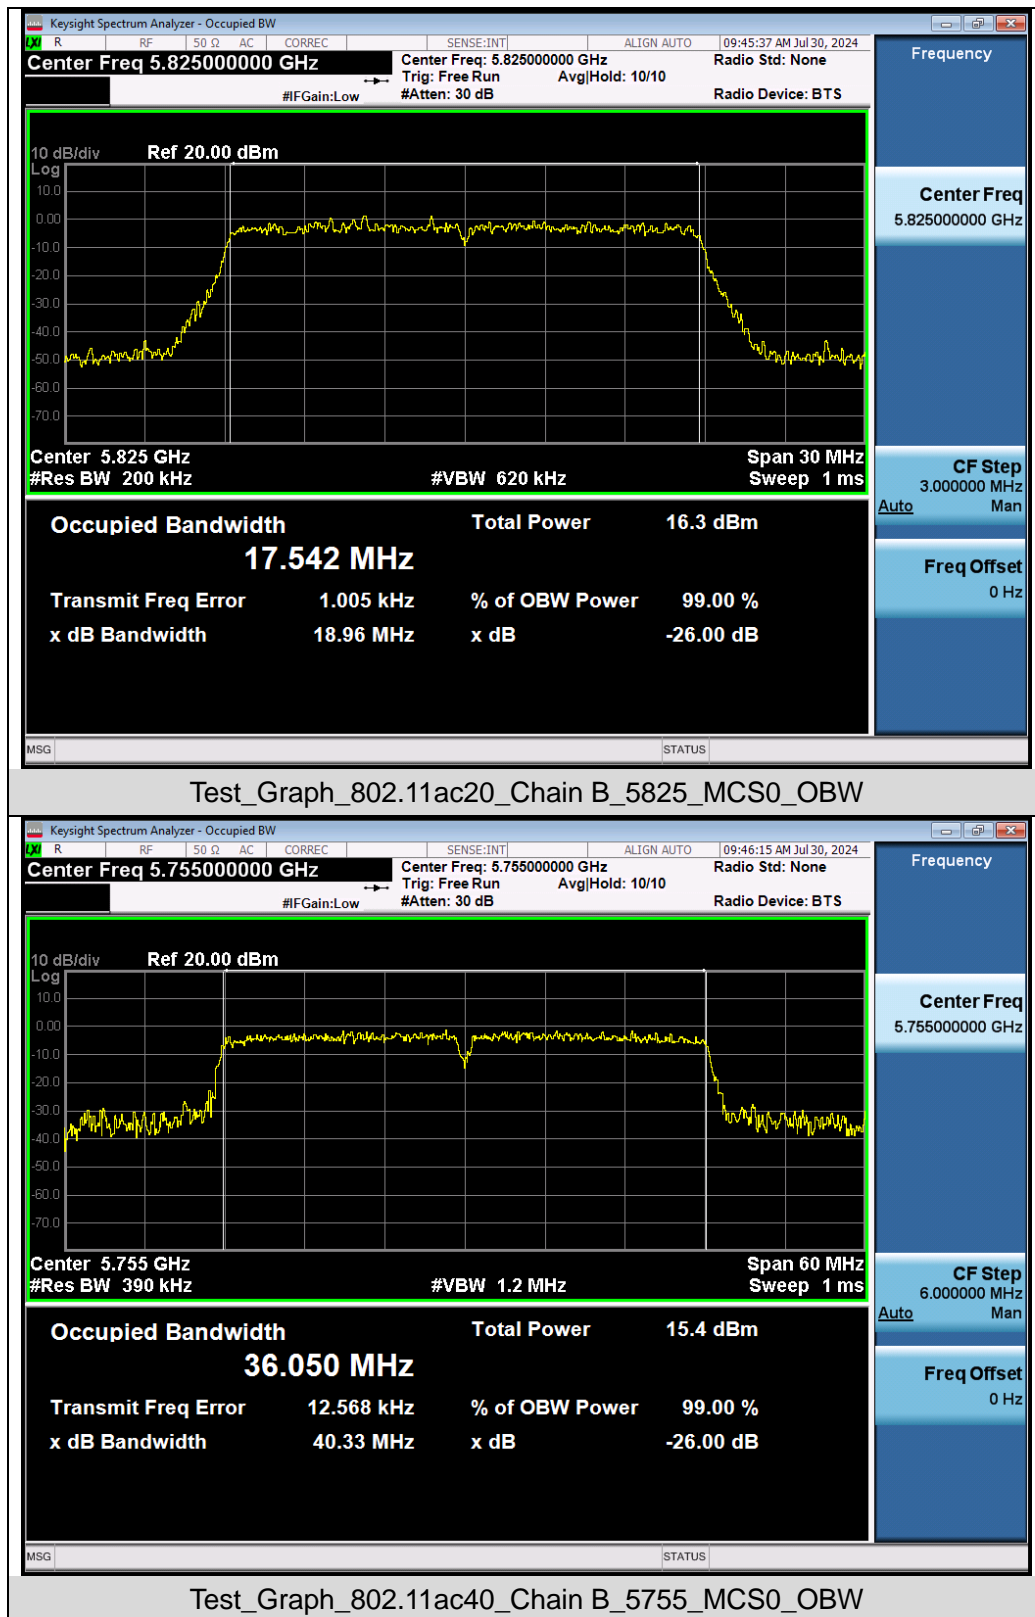 Keysight Spectrum Analyzer - Occupied BW
LXI R RF 50 Ω AC CORREC SENSE:INT ALIGN AUTO 09:45:37 AM Jul 30, 2024
Center Freq 5.825000000 GHz
Center Freq: 5.825000000 GHz Radio Std: None
Trig: Free Run Avg|Hold: 10/10
#IFGain:Low #Atten: 30 dB Radio Device: BTS
10 dB/div Ref 20.00 dBm
Log
10.0
0.00
-10.0
-20.0
-30.0
-40.0
-50.0
-60.0
-70.0
Center 5.825 GHz Span 30 MHz
#Res BW 200 kHz #VBW 620 kHz Sweep 1 ms
Occupied Bandwidth Total Power 16.3 dBm
17.542 MHz
Transmit Freq Error 1.005 kHz % of OBW Power 99.00 %
x dB Bandwidth 18.96 MHz x dB -26.00 dB
MSG STATUS
Frequency
Center Freq
5.825000000 GHz
CF Step
3.000000 MHz
Auto Man
Freq Offset
0 Hz
Test_Graph_802.11ac20_Chain B_5825_MCS0_OBW
Keysight Spectrum Analyzer - Occupied BW
LXI R RF 50 Ω AC CORREC SENSE:INT ALIGN AUTO 09:46:15 AM Jul 30, 2024
Center Freq 5.755000000 GHz
Center Freq: 5.755000000 GHz Radio Std: None
Trig: Free Run Avg|Hold: 10/10
#IFGain:Low #Atten: 30 dB Radio Device: BTS
10 dB/div Ref 20.00 dBm
Log
10.0
0.00
-10.0
-20.0
-30.0
-40.0
-50.0
-60.0
-70.0
Center 5.755 GHz Span 60 MHz
#Res BW 390 kHz #VBW 1.2 MHz Sweep 1 ms
Occupied Bandwidth Total Power 15.4 dBm
36.050 MHz
Transmit Freq Error 12.568 kHz % of OBW Power 99.00 %
x dB Bandwidth 40.33 MHz x dB -26.00 dB
MSG STATUS
Frequency
Center Freq
5.755000000 GHz
CF Step
6.000000 MHz
Auto Man
Freq Offset
0 Hz
Test_Graph_802.11ac40_Chain B_5755_MCS0_OBW